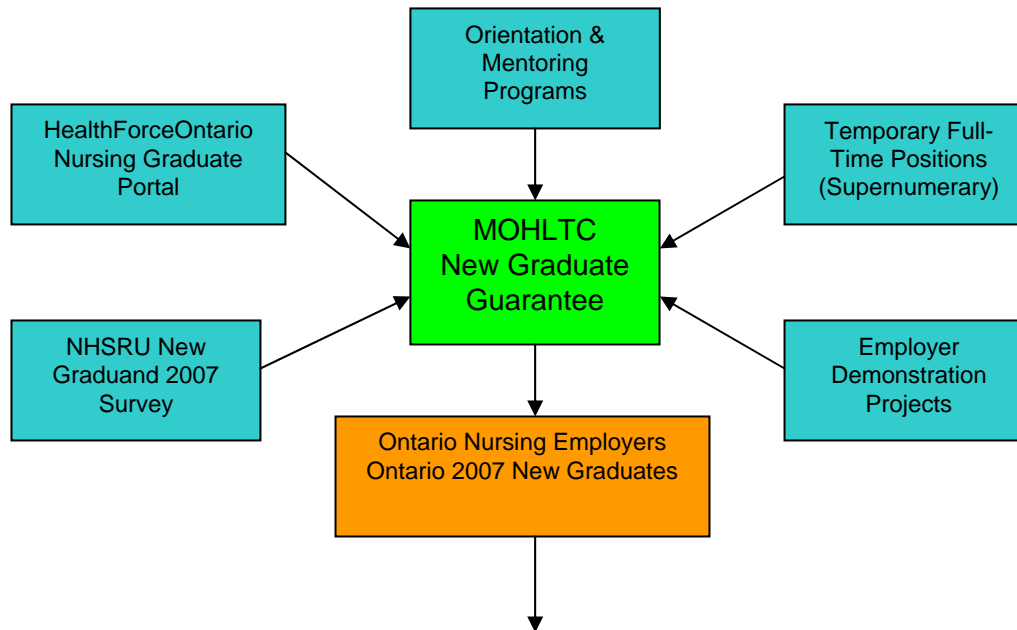 Orientation &
Mentoring
Programs
HealthForceOntario
Nursing Graduate
Portal
Temporary Full-
Time Positions
(Supernumerary)
MOHLTC
New Graduate
Guarantee
NHSRU New
Graduand 2007
Survey
Employer
Demonstration
Projects
Ontario Nursing Employers
Ontario 2007 New Graduates